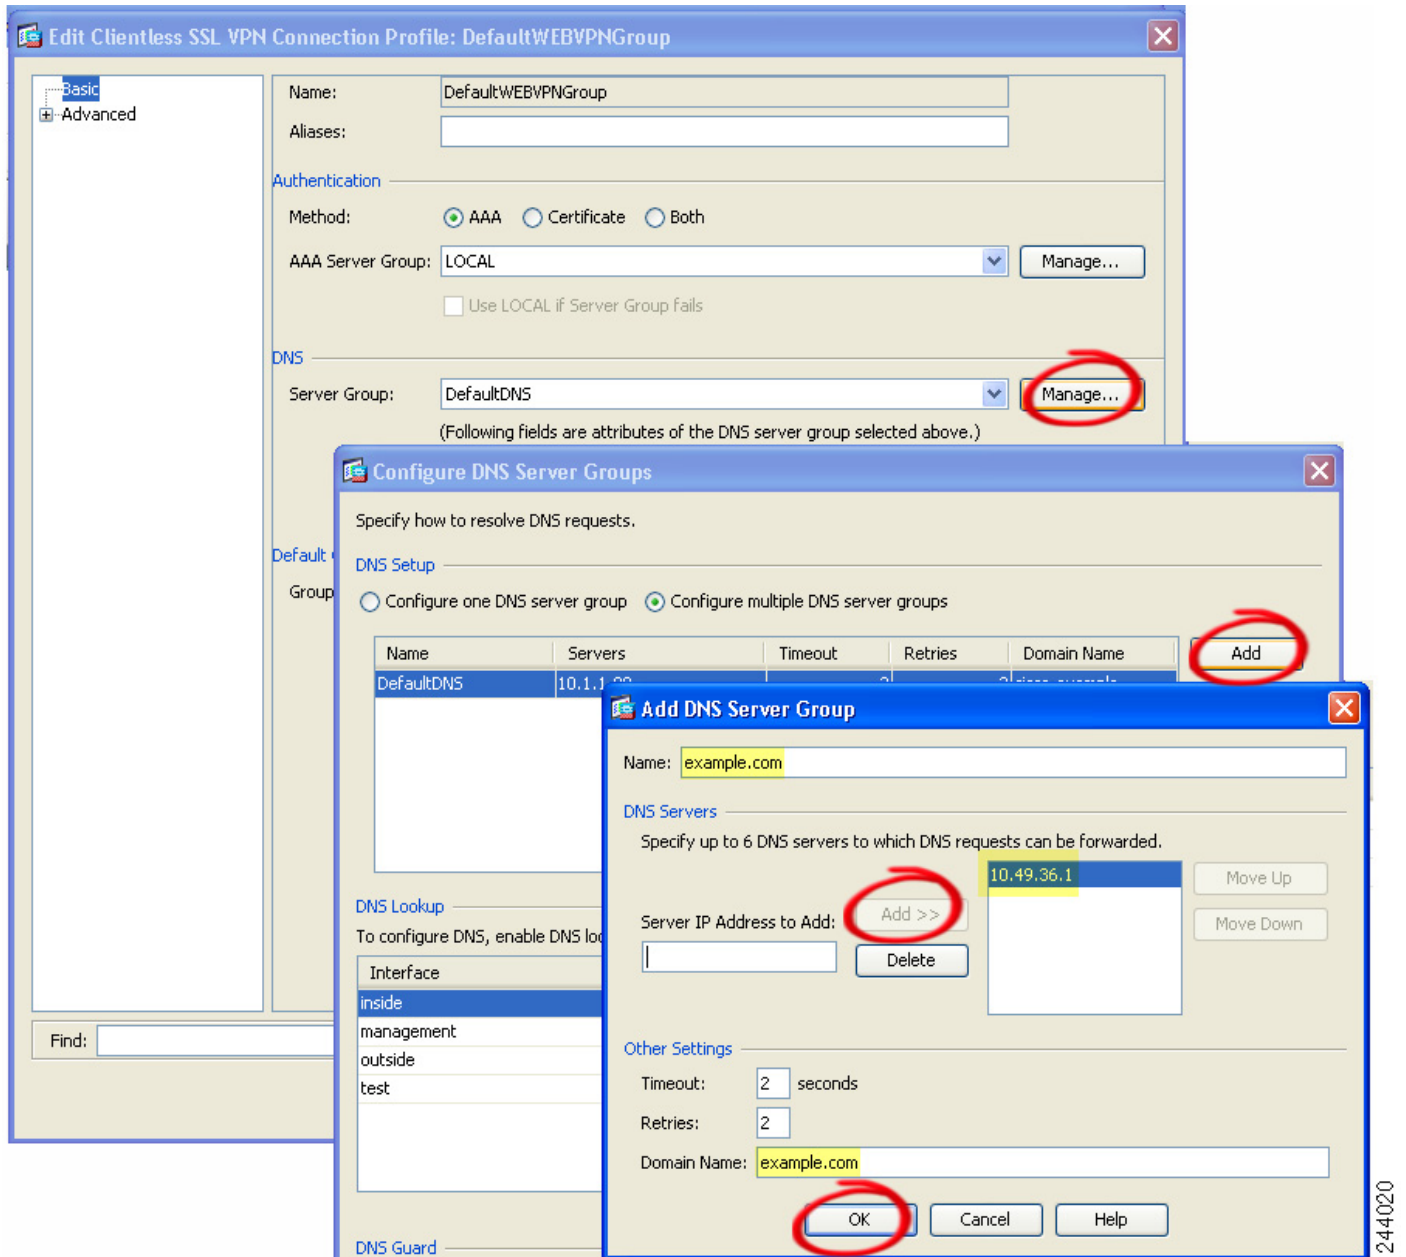 Edit Clientless SSL VPN Connection Profile: DefaultWEBVPNGroup
Basic
Advanced
Name: DefaultWEBVPNGroup
Aliases:
Authentication
Method: AAA Certificate Both
AAA Server Group: LOCAL Manage...
Use LOCAL if Server Group fails
DNS
Server Group: DefaultDNS Manage...
(Following fields are attributes of the DNS server group selected above.)
Default
Group
Find:
Configure DNS Server Groups
Specify how to resolve DNS requests.
DNS Setup
Configure one DNS server group Configure multiple DNS server groups
Name Servers Timeout Retries Domain Name Add
DefaultDNS
DNS Lookup
To configure DNS, enable DNS
Interface
inside
management
outside
test
DNS Guard
Add DNS Server Group
Name: example.com
DNS Servers
Specify up to 6 DNS servers to which DNS requests can be forwarded.
10.49.36.1 Move Up
Add >>
Server IP Address to Add: Move Down
Delete
Other Settings
Timeout: 2 seconds
Retries: 2
Domain Name: example.com
OK Cancel Help
244020